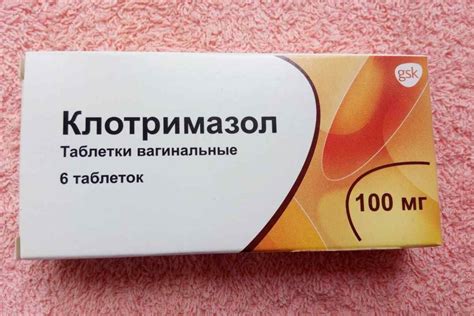 gsk
Клотримазол
Таблетки вагинальные
6 таблеток
100 мг